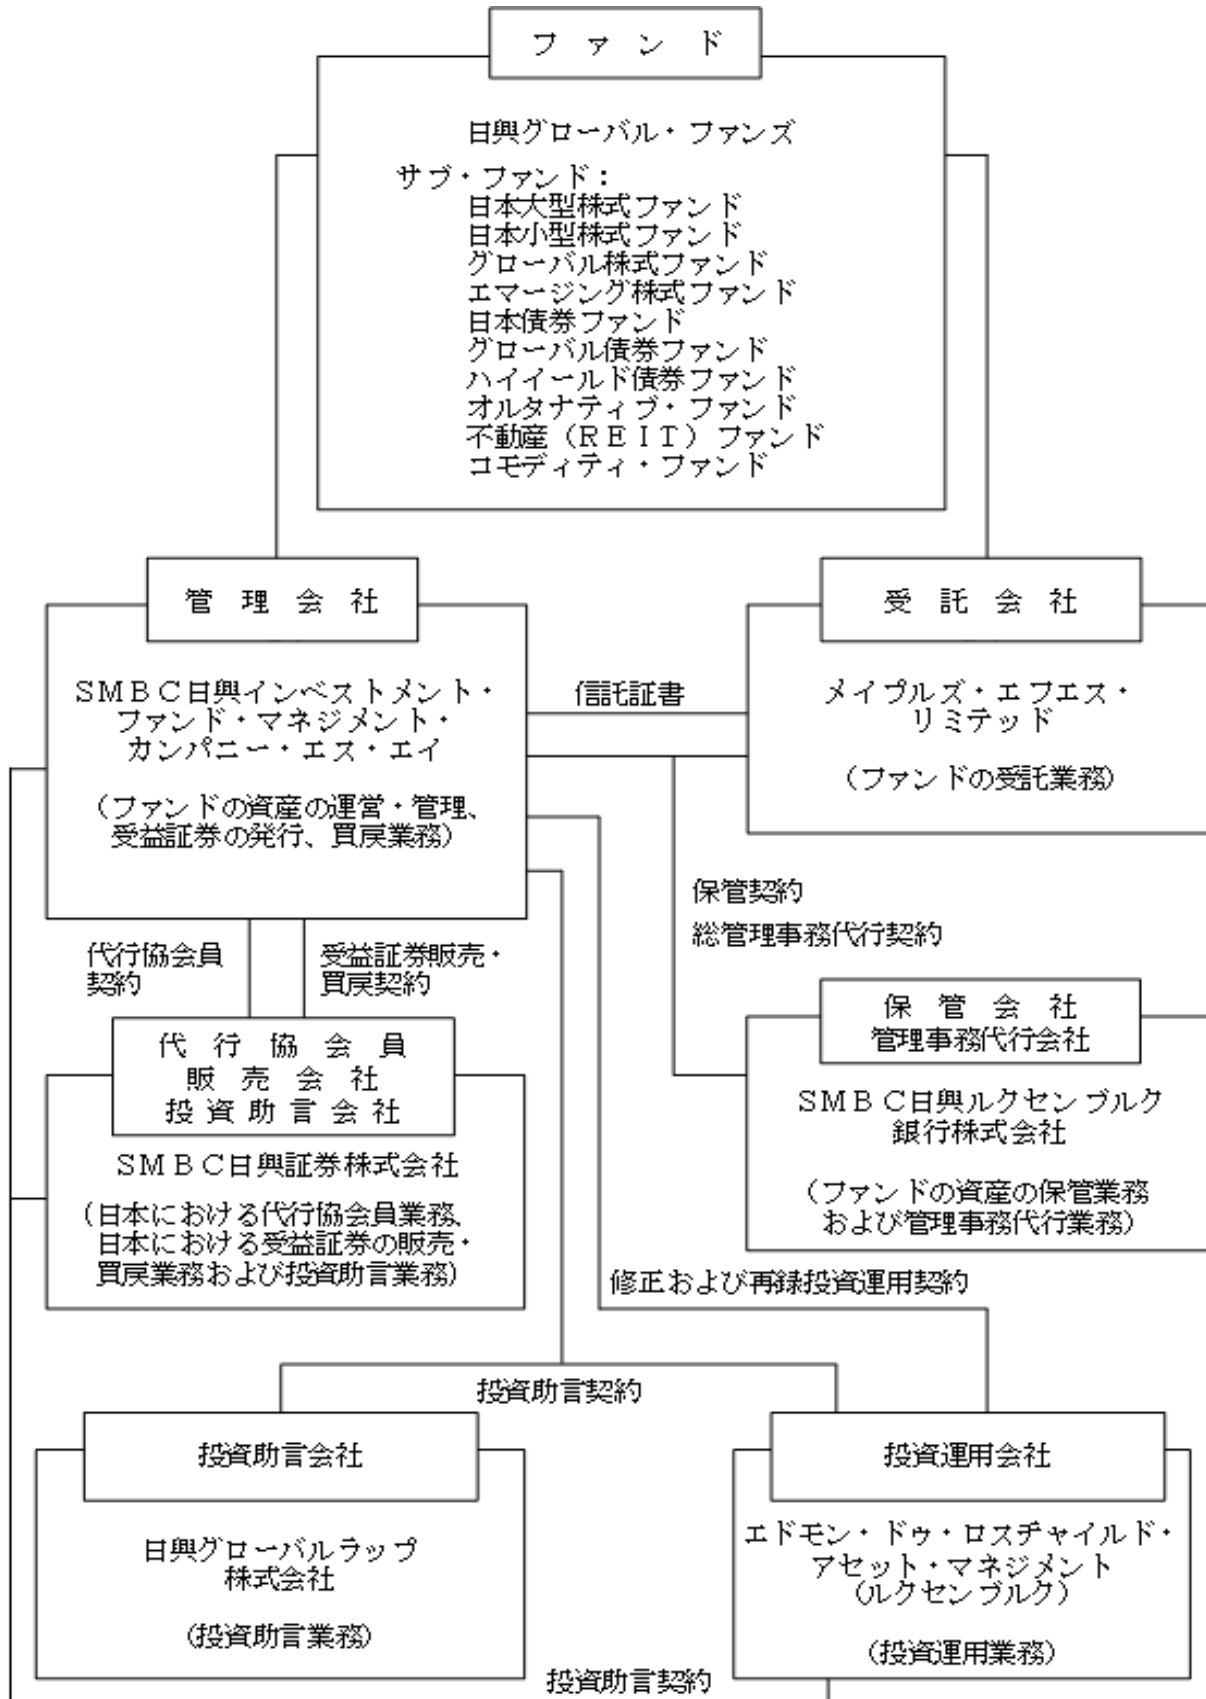 ファンド
日興グローバル・ファンズ
サブ・ファンド：
日本大型株式ファンド
日本小型株式ファンド
グローバル株式ファンド
エマージング株式ファンド
日本債券ファンド
グローバル債券ファンド
ハイイールド債券ファンド
オルタナティブ・ファンド
不動産（ＲＥＩＴ）ファンド
コモディティ・ファンド
管理会社
ＳＭＢＣ日興インベストメント・
ファンド・マネジメント・
カンパニー・エス・エイ
（ファンドの資産の運営・管理、
受益証券の発行、買戻業務）
信託証書
受託会社
メイプルズ・エフエス・
リミテッド
（ファンドの受託業務）
保管契約
総管理事務代行契約
代行協会員
契約
受益証券販売・
買戻契約
代行協会員
販売会社
投資助言会社
ＳＭＢＣ日興証券株式会社
（日本における代行協会員業務、
日本における受益証券の販売・
買戻業務および投資助言業務）
保管会社
管理事務代行会社
ＳＭＢＣ日興ルクセンブルク
銀行株式会社
（ファンドの資産の保管業務
および管理事務代行業務）
修正および再録投資運用契約
投資助言契約
投資助言会社
日興グローバルラップ
株式会社
（投資助言業務）
投資運用会社
エドモン・ドゥ・ロスチャイルド・
アセット・マネジメント
（ルクセンブルク）
（投資運用業務）
投資助言契約